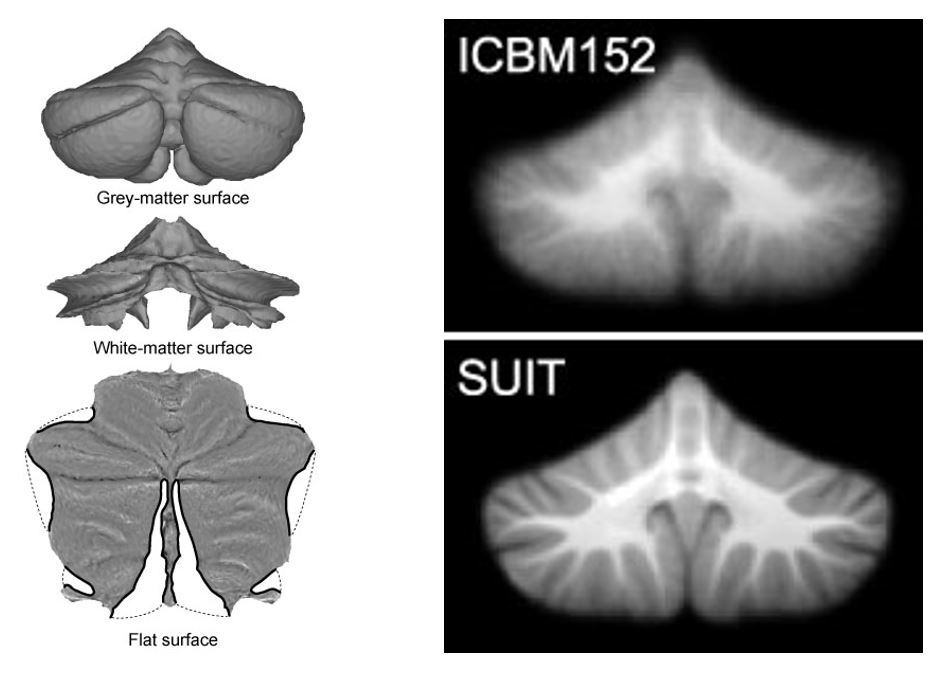 Grey-matter surface
White-matter surface
Flat surface
ICBM152
SUIT